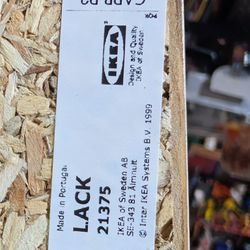 IKEA
Design and Quality
IKEA of Sweden
Made in Portugal
LACK
21375
IKEA of Sweden AB
SE-343 81 Älmhult
© Inter IKEA Systems B.V. 1999